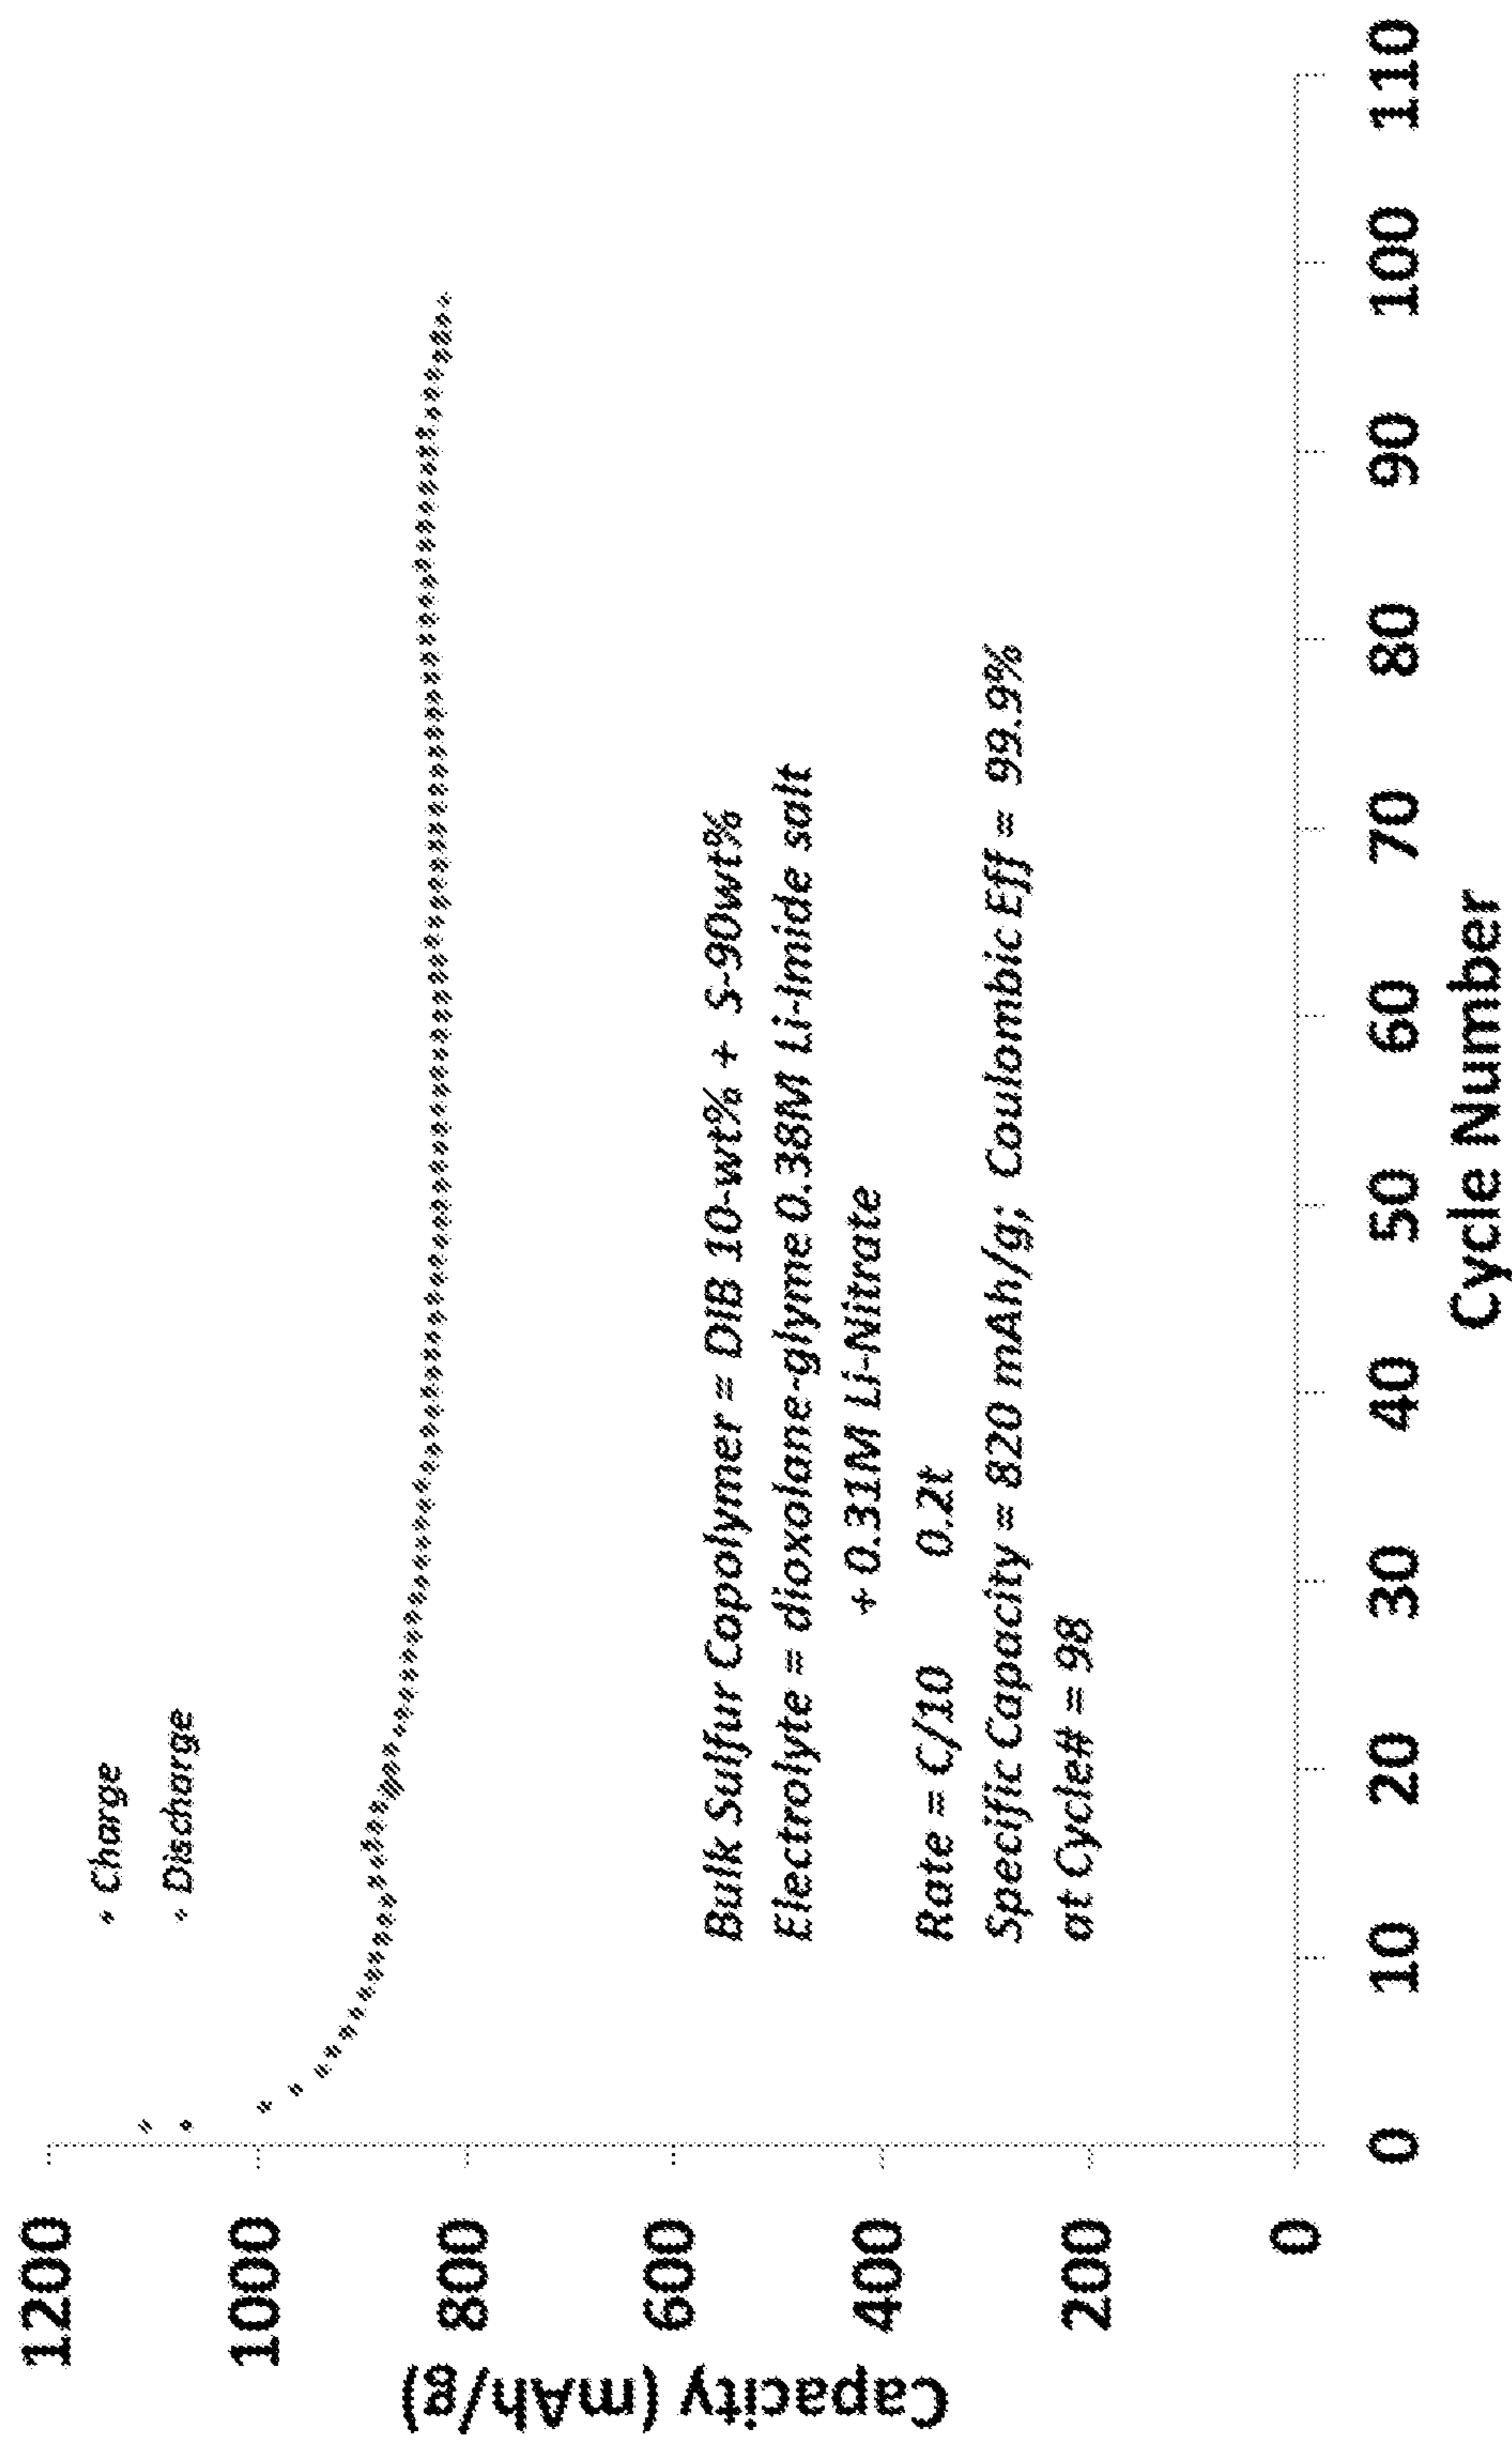 Charge
Discharge
Bulk Sulfur Copolymer = DIB 10-wt% + S-90wt%
Electrolyte = dioxolane-glyme 0.38M Li-Imide salt
+ 0.31M Li-Nitrate
Rate = C/10 0.2t
Specific Capacity = 820 mAh/g; Coulombic Eff = 99.9%
at Cycle# = 98
Capacity (mAh/g)
1200
1000
800
600
400
200
0
0 10 20 30 40 50 60 70 80 90 100 110
Cycle Number